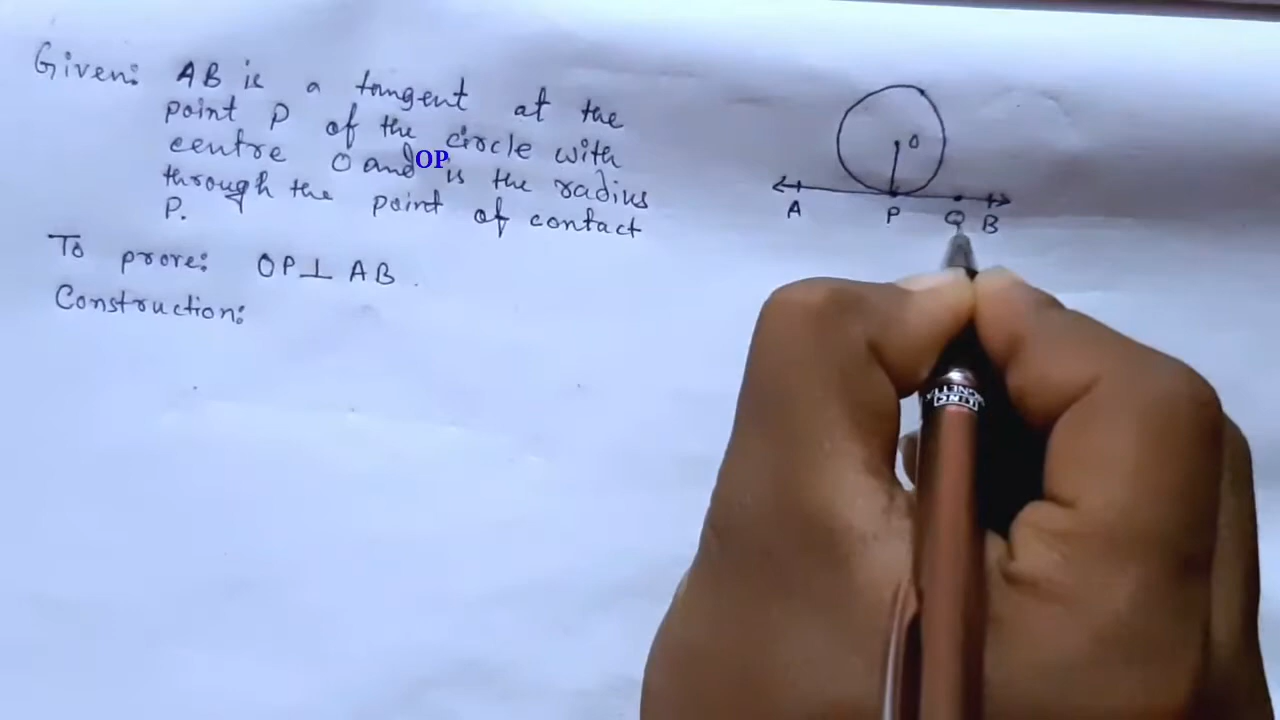 Given: AB is a tangent at the
point P of the circle with
centre O and OP is the radius
through the point of contact
P.
To prove: OP⊥ AB.
Construction:
O
A P Q B